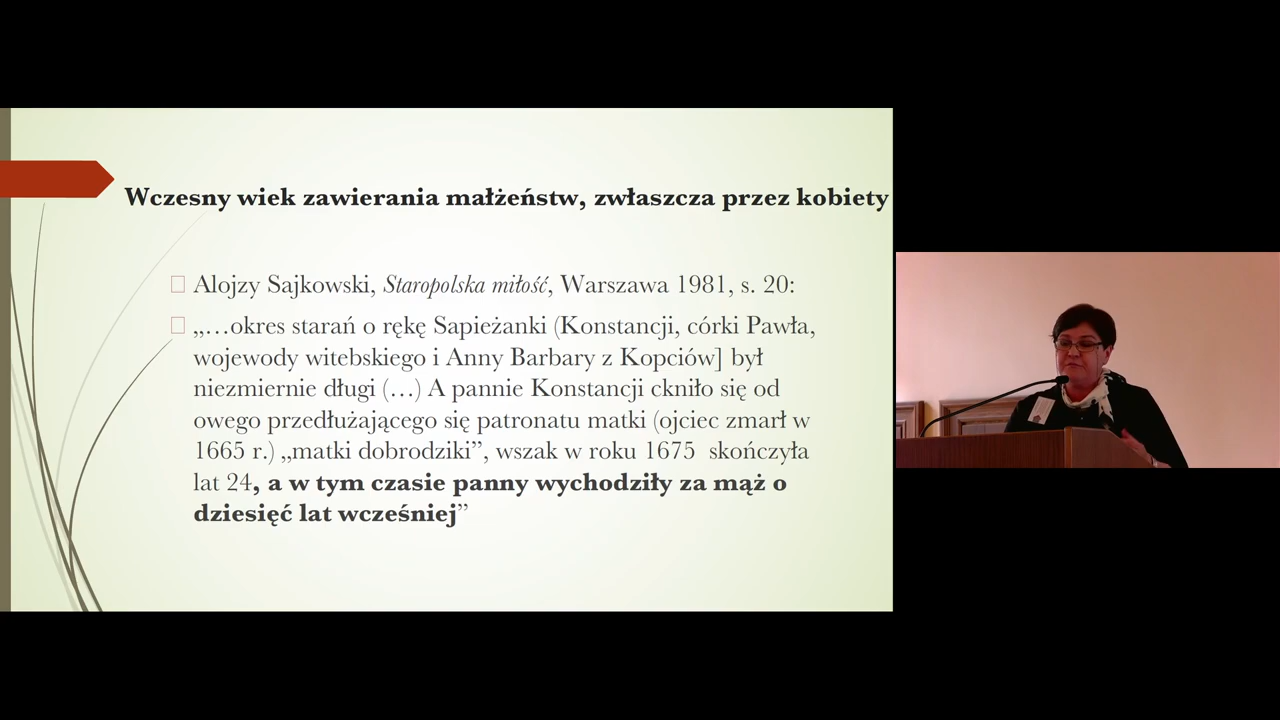 Wczesny wiek zawierania małżeństw, zwłaszcza przez kobiety
Alojzy Sajkowski, Staropolska miłość, Warszawa 1981, s. 20:
„…okres starań o rękę Sapieżanki (Konstancji, córki Pawła,
wojewody witebskiego i Anny Barbary z Kopciów] był
niezmiernie długi (…) A pannie Konstancji ckniło się od
owego przedłużającego się patronatu matki (ojciec zmarł w
1665 r.) „matki dobrodziki”, wszak w roku 1675 skończyła
lat 24, a w tym czasie panny wychodziły za mąż o
dziesięć lat wcześniej”